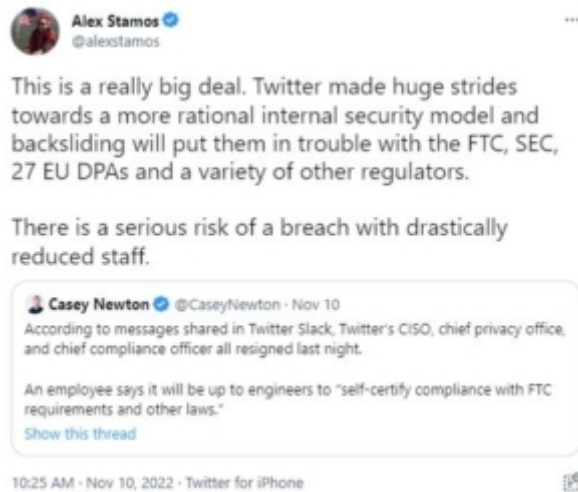 Alex Stamos
@alexstamos
This is a really big deal. Twitter made huge strides
towards a more rational internal security model and
backsliding will put them in trouble with the FTC, SEC,
27 EU DPAs and a variety of other regulators.
There is a serious risk of a breach with drastically
reduced staff.
Casey Newton @CaseyNewton · Nov 10
According to messages shared in Twitter Slack, Twitter's CISO, chief privacy office,
and chief compliance officer all resigned last night.
An employee says it will be up to engineers to "self-certify compliance with FTC
requirements and other laws."
Show this thread
10:25 AM · Nov 10, 2022 · Twitter for iPhone